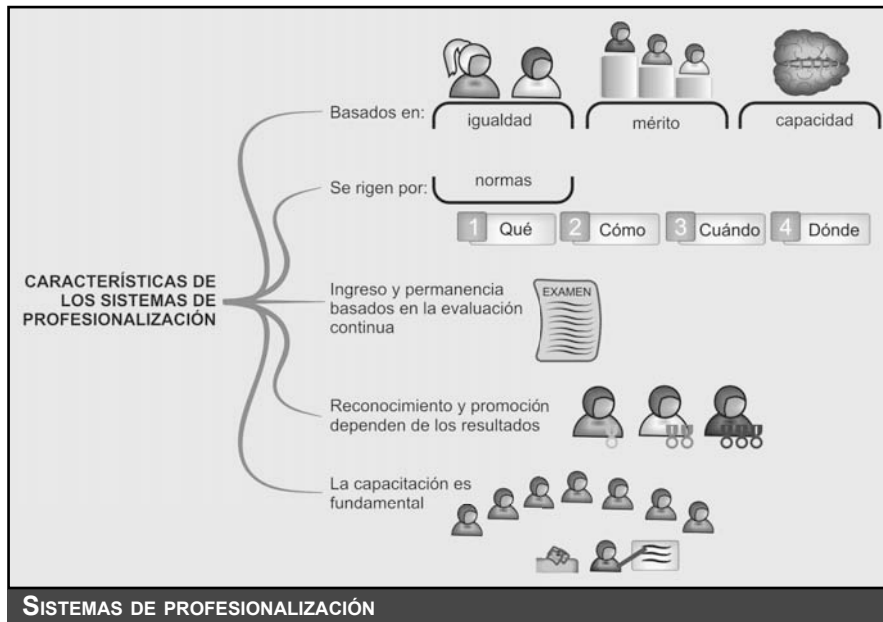 Basados en:
igualdad
mérito
capacidad
Se rigen por:
normas
1 Qué
2 Cómo
3 Cuándo
4 Dónde
CARACTERÍSTICAS DE
LOS SISTEMAS DE
PROFESIONALIZACIÓN
Ingreso y permanencia
basados en la evaluación
continua
EXAMEN
Reconocimiento y promoción
dependen de los resultados
La capacitación es
fundamental
SISTEMAS DE PROFESIONALIZACIÓN